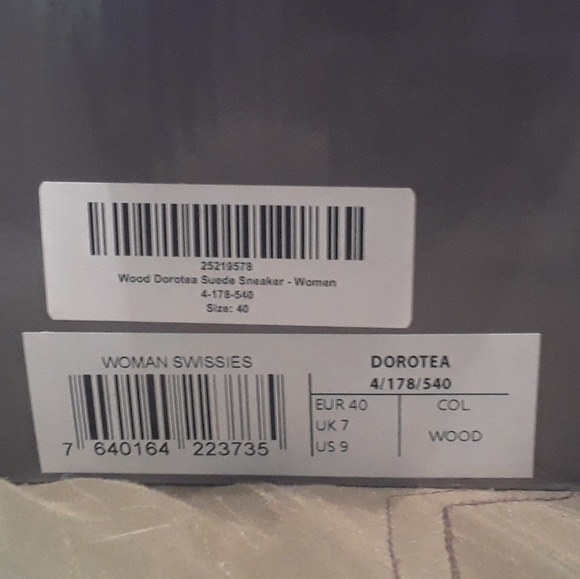 25219578
Wood Dorotea Suede Sneaker - Women
4-178-540
Size: 40
WOMAN SWISSIES
7 640164 223735
DOROTEA
4/178/540
EUR 40
UK 7
US 9
COL
WOOD